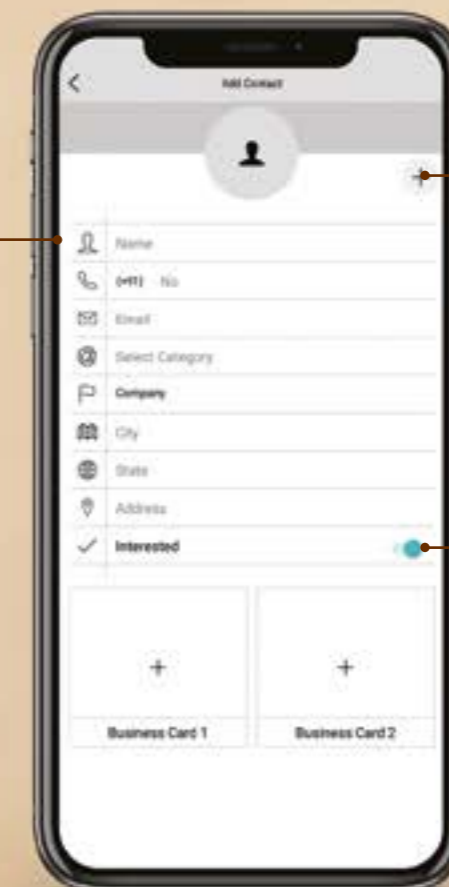 Add Contact
Name
(+91) No
Email
Select Category
Company
City
State
Address
Interested
Business Card 1
Business Card 2